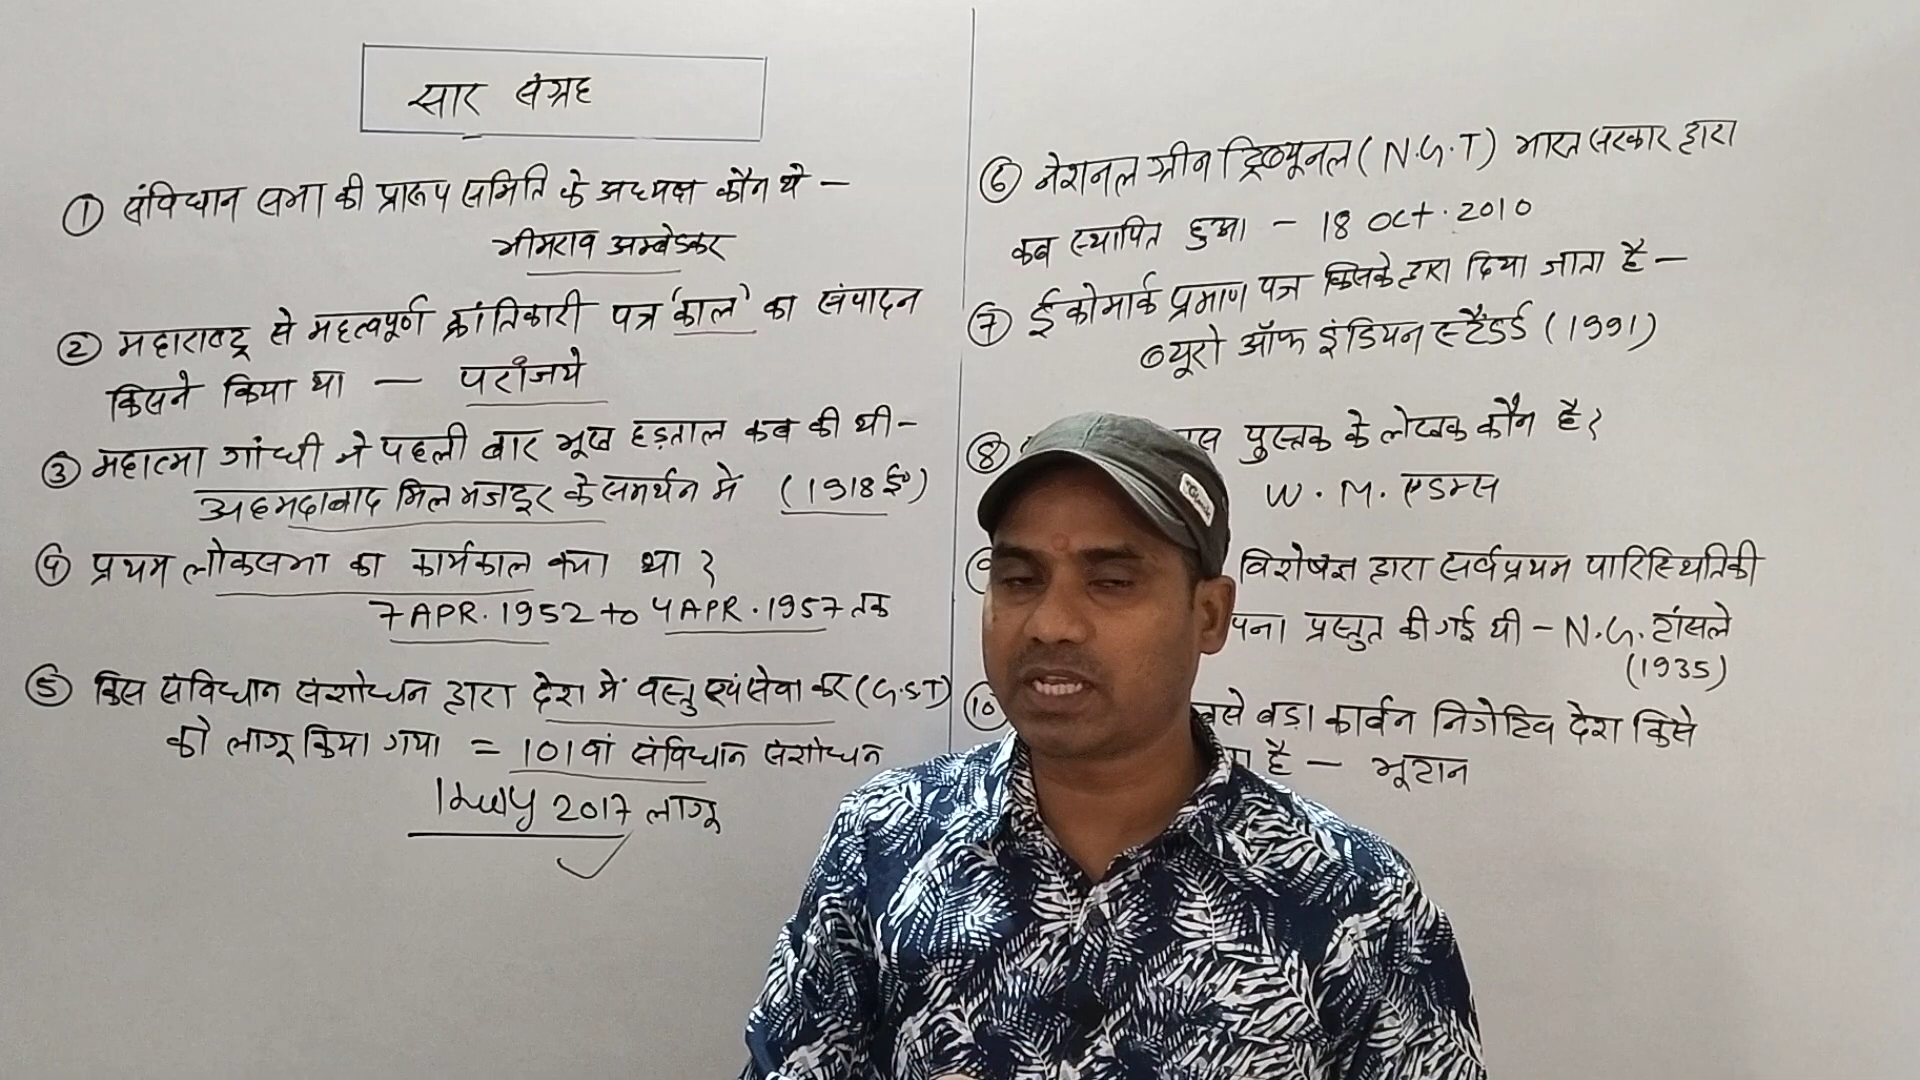 सार संग्रह
① संविधान सभा की प्रारूप समिति के अध्यक्ष कौन थे –
भीमराव अम्बेडकर
② महाराष्ट्र से महत्वपूर्ण क्रांतिकारी पत्र 'काल' का संपादन
किसने किया था — परांजये
③ महात्मा गांधी ने पहली बार भूख हड़ताल कब की थी –
अहमदाबाद मिल मजदूर के समर्थन में (1918 ई०)
④ प्रथम लोकसभा का कार्यकाल क्या था ?
7 APR. 1952 to 4 APR. 1957 तक
⑤ किस संविधान संशोधन द्वारा देश में वस्तु एवं सेवा कर (G.S.T)
को लागू किया गया = 101वां संविधान संशोधन
1 July 2017 लागू
⑥ नेशनल ग्रीन ट्रिब्यूनल (N.G.T) भारत सरकार द्वारा
कब स्थापित हुआ – 18 Oct. 2010
⑦ ईकोमार्क प्रमाण पत्र किसके द्वारा दिया जाता है –
ब्यूरो ऑफ इंडियन स्टैंडर्ड (1991)
⑧ पुस्तक के लेखक कौन है ?
W. M. एडम्स
विशेषज्ञ द्वारा सर्वप्रथम पारिस्थितिकी
प्रस्तुत की गई थी – N.G. टांसले
(1935)
⑩ बड़ा कार्बन निगेटिव देश किसे
है – भूटान